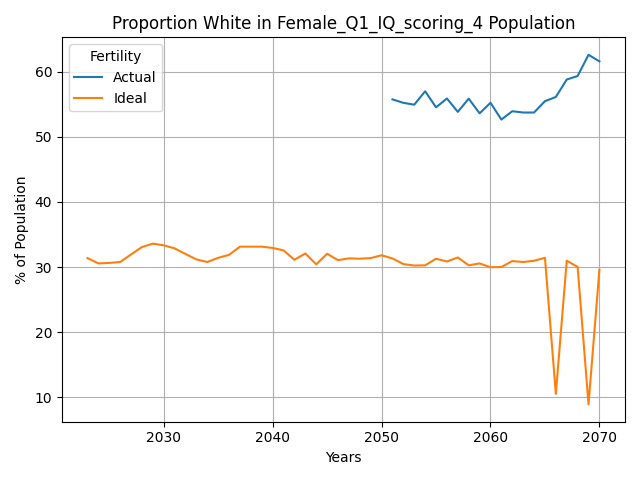 Proportion White in Female_Q1_IQ_scoring_4 Population
Fertility
Actual
Ideal
% of Population
60
50
40
30
20
10
2030 2040 2050 2060 2070
Years